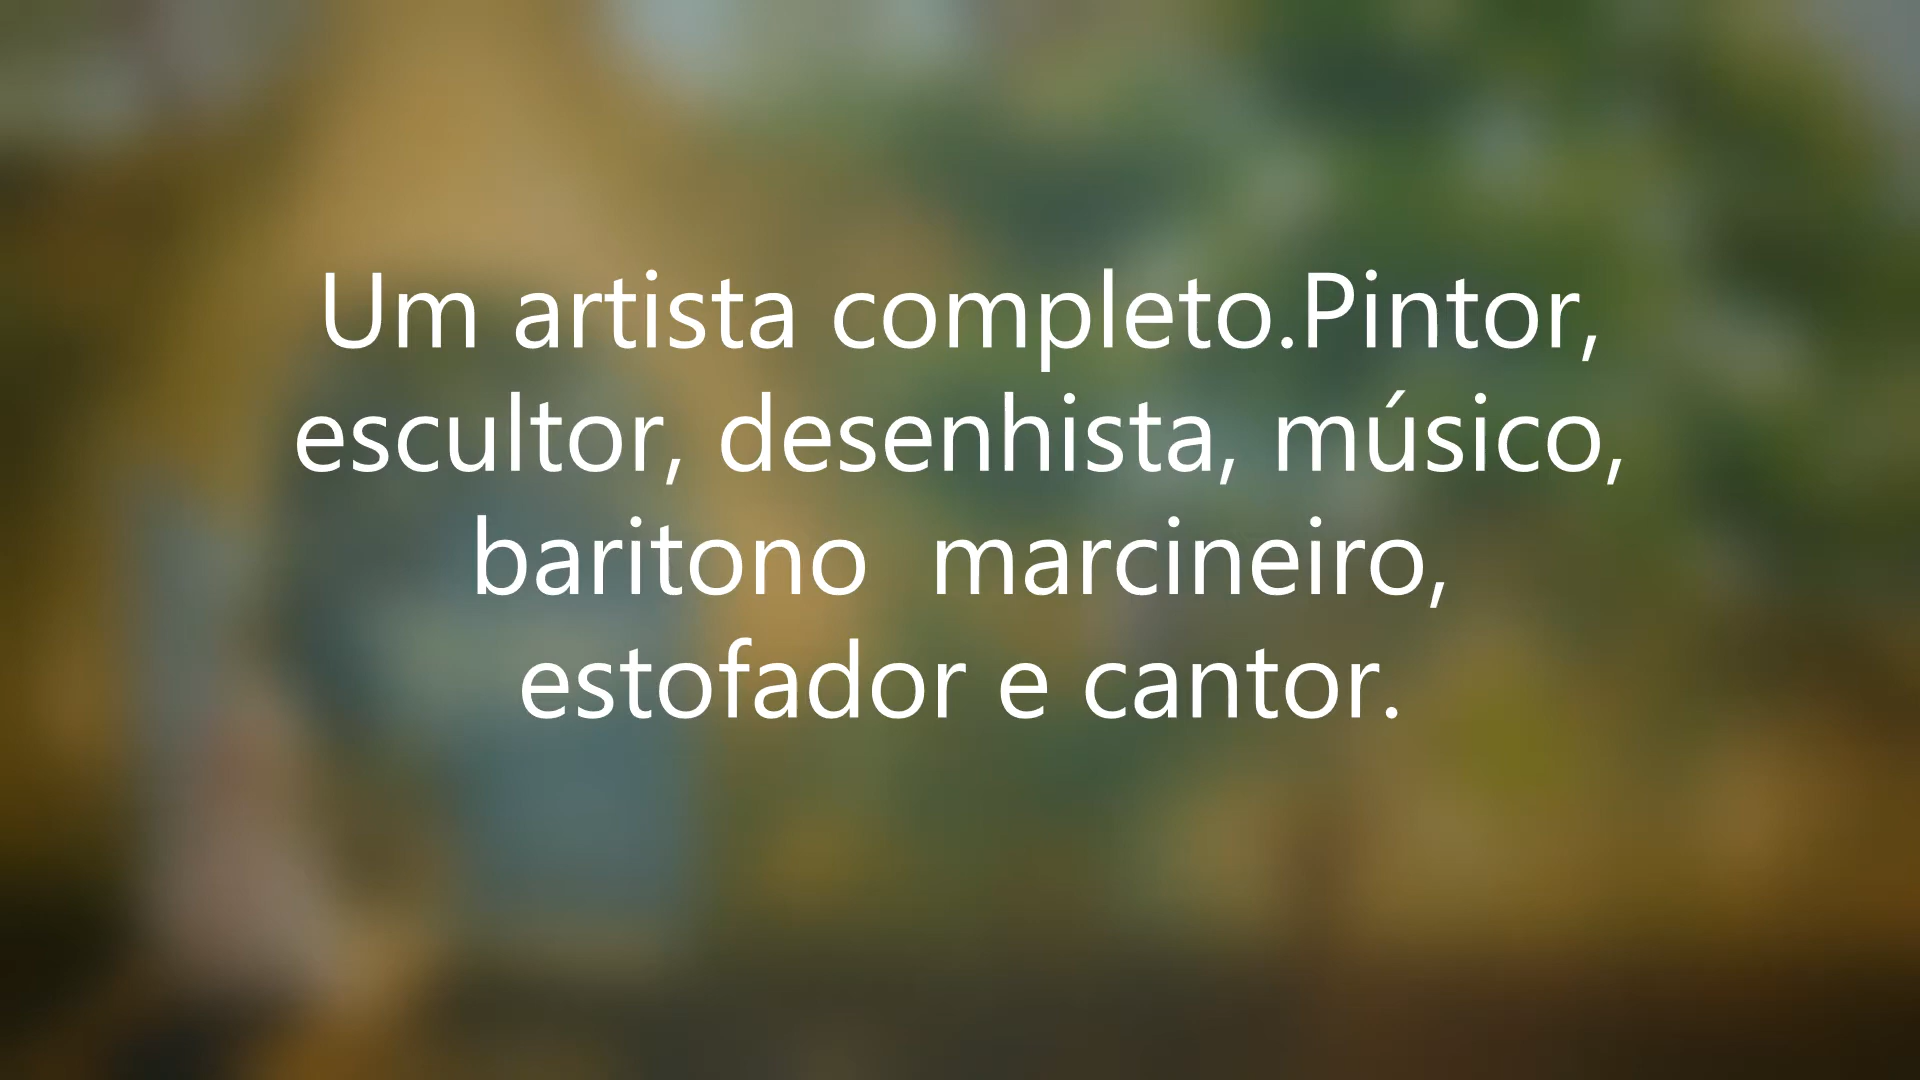 Um artista completo.Pintor,
escultor, desenhista, músico,
baritono  marcineiro,
estofador e cantor.